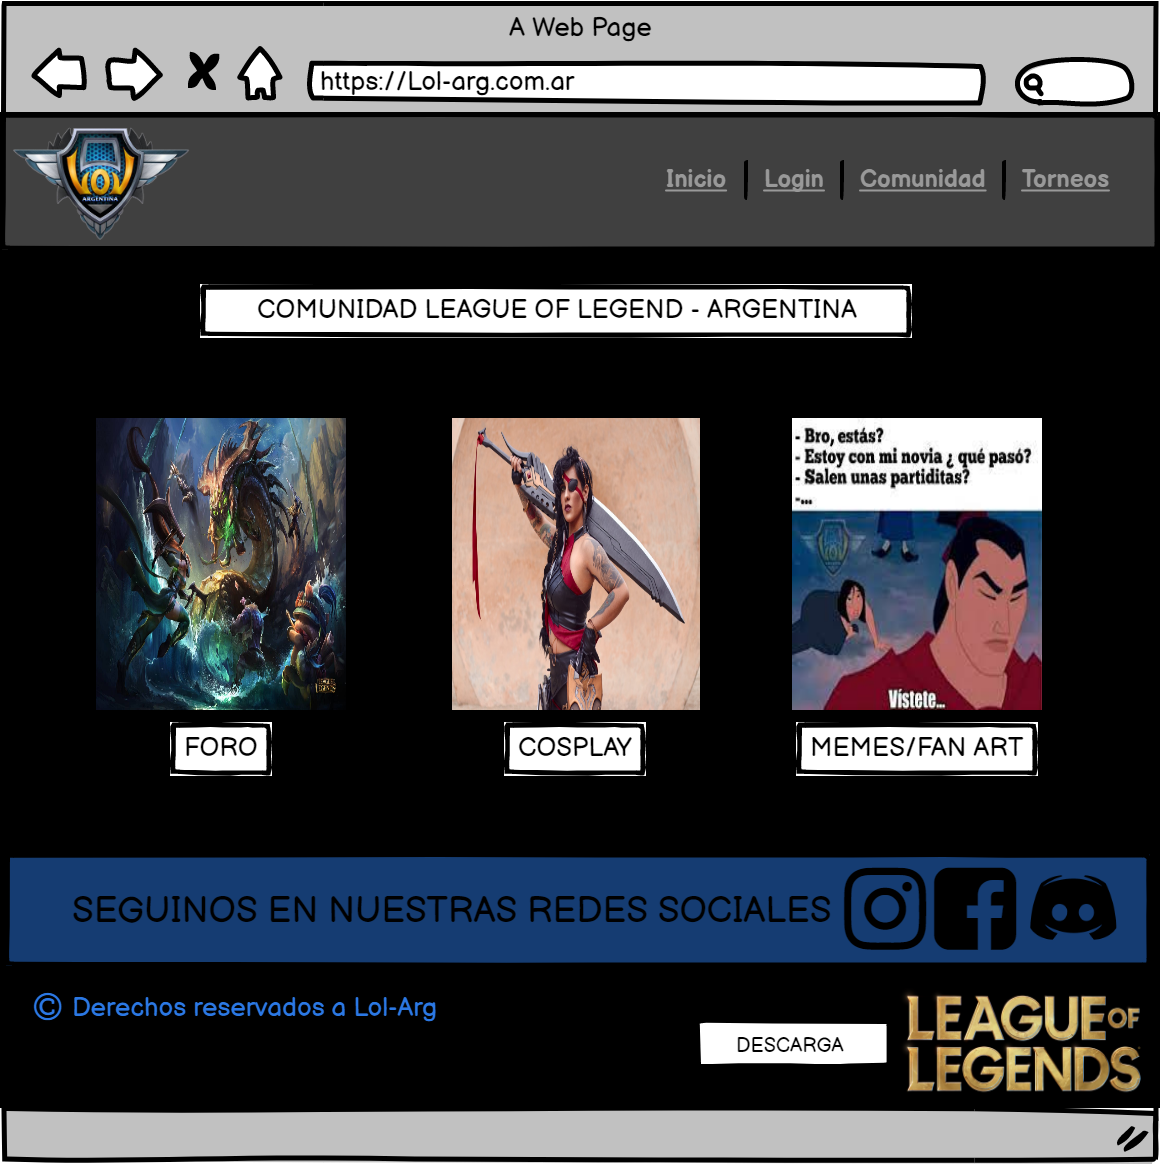 A Web Page
https://Lol-arg.com.ar
LOL
ARGENTINA
Inicio
Login
Comunidad
Torneos
COMUNIDAD LEAGUE OF LEGEND - ARGENTINA
- Bro, estás?
- Estoy con mi novia ¿ qué pasó?
- Salen unas partiditas?
-...
Vístete...
FORO
COSPLAY
MEMES/FAN ART
SEGUINOS EN NUESTRAS REDES SOCIALES
© Derechos reservados a Lol-Arg
DESCARGA
LEAGUE OF
LEGENDS